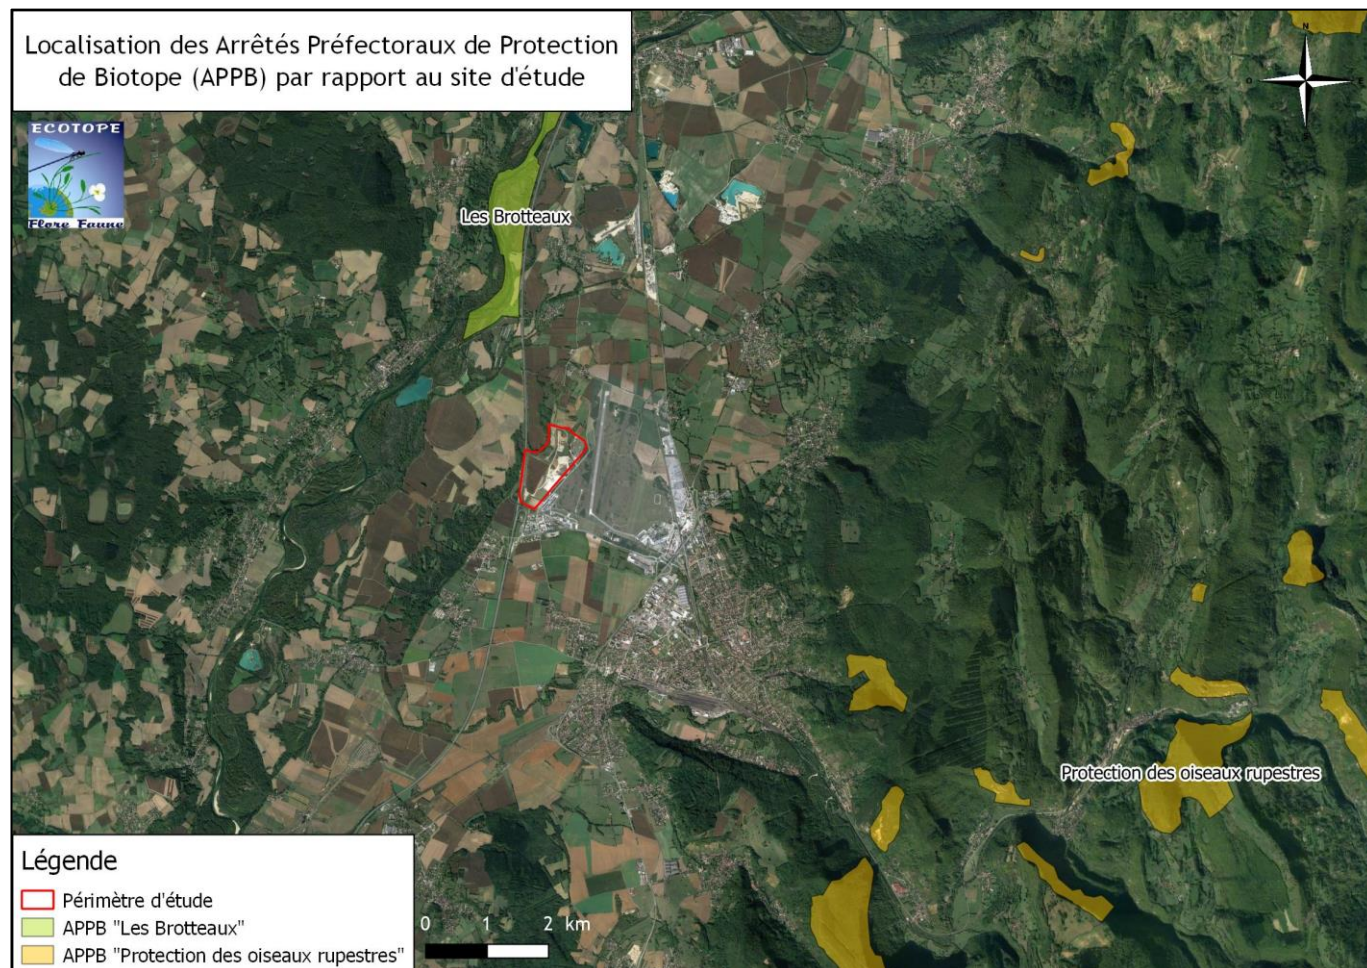 Localisation des Arrêtés Préfectoraux de Protection
de Biotope (APPB) par rapport au site d'étude
N
O
ECOTOPE
Flore Faune
Les Brotteaux
Protection des oiseaux rupestres
Légende
Périmètre d'étude
APPB "Les Brotteaux"
APPB "Protection des oiseaux rupestres"
0 1 2 km